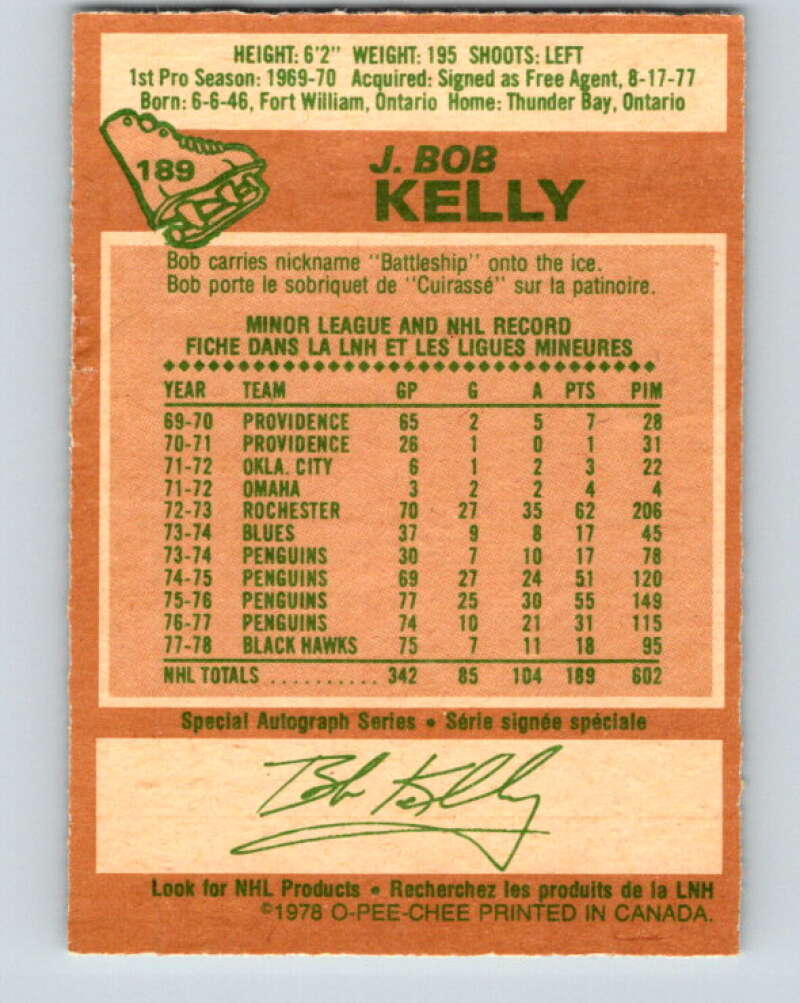 HEIGHT: 6'2" WEIGHT: 195 SHOOTS: LEFT
1st Pro Season: 1969-70 Acquired: Signed as Free Agent, 8-17-77
Born: 6-6-46, Fort William, Ontario Home: Thunder Bay, Ontario
189
J. BOB
KELLY
Bob carries nickname "Battleship" onto the ice.
Bob porte le sobriquet de "Cuirassé" sur la patinoire.
MINOR LEAGUE AND NHL RECORD
FICHE DANS LA LNH ET LES LIGUES MINEURES
YEAR TEAM GP G A PTS PIM
69-70 PROVIDENCE 65 2 5 7 28
70-71 PROVIDENCE 26 1 0 1 31
71-72 OKLA. CITY 6 1 2 3 22
71-72 OMAHA 3 2 2 4 4
72-73 ROCHESTER 70 27 35 62 206
73-74 BLUES 37 9 8 17 45
73-74 PENGUINS 30 7 10 17 78
74-75 PENGUINS 69 27 24 51 120
75-76 PENGUINS 77 25 30 55 149
76-77 PENGUINS 74 10 21 31 115
77-78 BLACK HAWKS 75 7 11 18 95
NHL TOTALS .......... 342 85 104 189 602
Special Autograph Series • Série signée spéciale
Bob Kelly
Look for NHL Products • Recherchez les produits de la LNH
©1978 O-PEE-CHEE PRINTED IN CANADA.